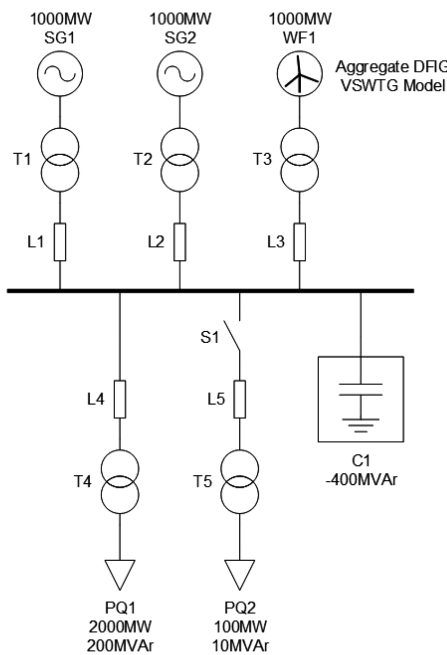 1000MW
SG1
1000MW
SG2
1000MW
WF1
Aggregate DFIG
VSWTG Model
T1
T2
T3
L1
L2
L3
S1
L4
L5
T4
T5
C1
-400MVAr
PQ1
2000MW
200MVAr
PQ2
100MW
10MVAr